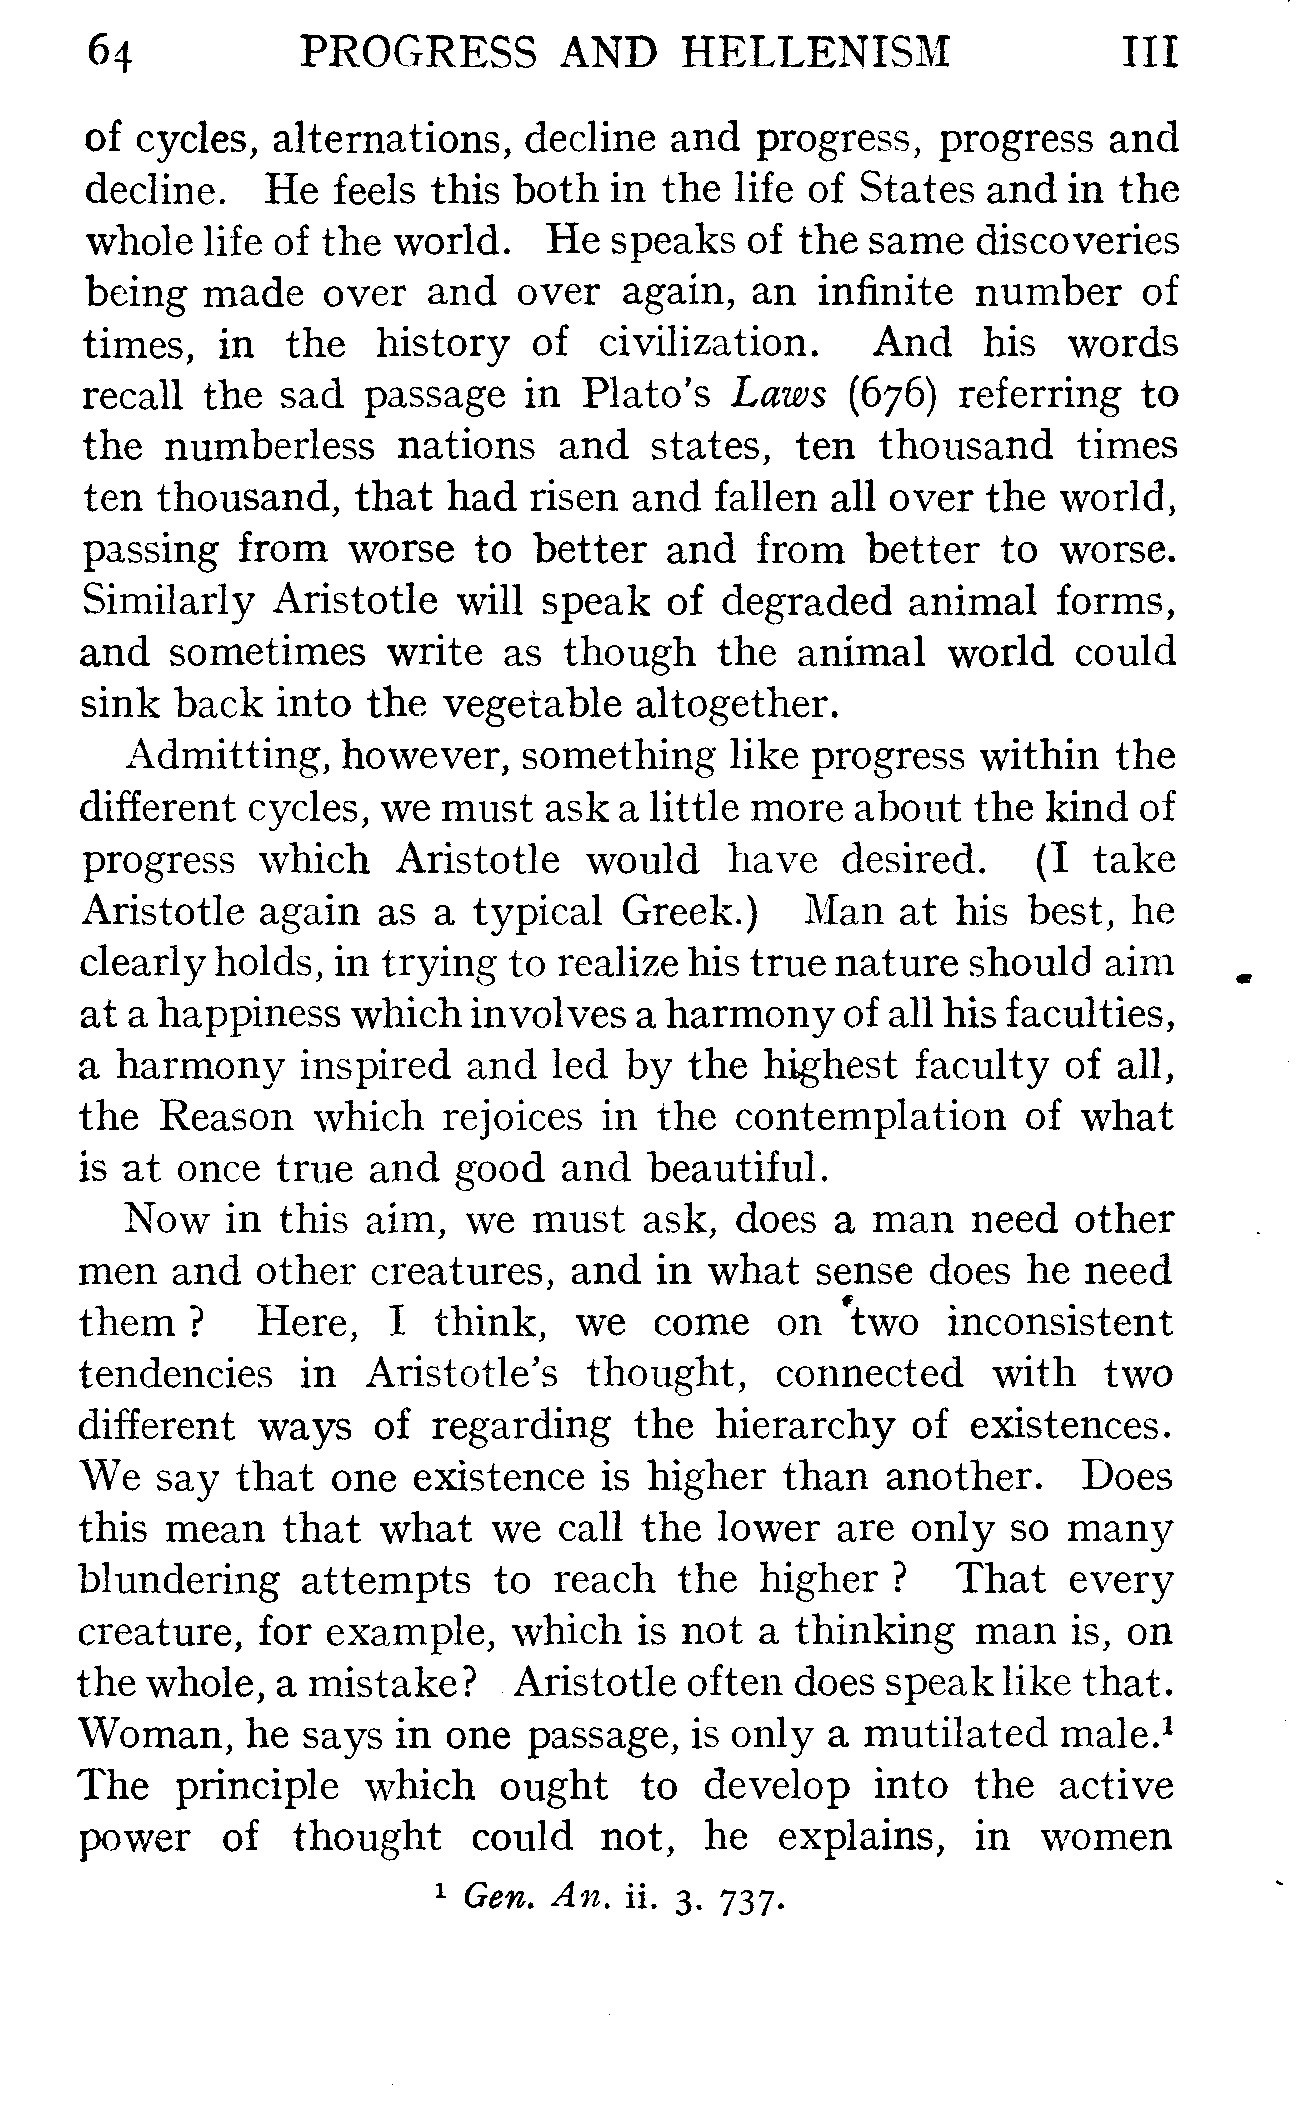 64 PROGRESS AND HELLENISM III
of cycles, alternations, decline and progress, progress and
decline. He feels this both in the life of States and in the
whole life of the world. He speaks of the same discoveries
being made over and over again, an infinite number of
times, in the history of civilization. And his words
recall the sad passage in Plato's Laws (676) referring to
the numberless nations and states, ten thousand times
ten thousand, that had risen and fallen all over the world,
passing from worse to better and from better to worse.
Similarly Aristotle will speak of degraded animal forms,
and sometimes write as though the animal world could
sink back into the vegetable altogether.
Admitting, however, something like progress within the
different cycles, we must ask a little more about the kind of
progress which Aristotle would have desired. (I take
Aristotle again as a typical Greek.) Man at his best, he
clearly holds, in trying to realize his true nature should aim
at a happiness which involves a harmony of all his faculties,
a harmony inspired and led by the highest faculty of all,
the Reason which rejoices in the contemplation of what
is at once true and good and beautiful.
Now in this aim, we must ask, does a man need other
men and other creatures, and in what sense does he need
them ? Here, I think, we come on two inconsistent
tendencies in Aristotle's thought, connected with two
different ways of regarding the hierarchy of existences.
We say that one existence is higher than another. Does
this mean that what we call the lower are only so many
blundering attempts to reach the higher ? That every
creature, for example, which is not a thinking man is, on
the whole, a mistake? Aristotle often does speak like that.
Woman, he says in one passage, is only a mutilated male.¹
The principle which ought to develop into the active
power of thought could not, he explains, in women
¹ Gen. An. ii. 3. 737.